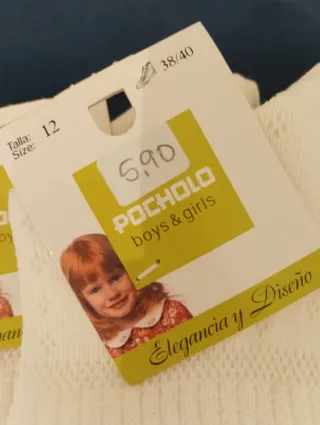 Talla: 12
Size:
38/40
5,90
POCHOLO
boys & girls
Elegancia y Diseño